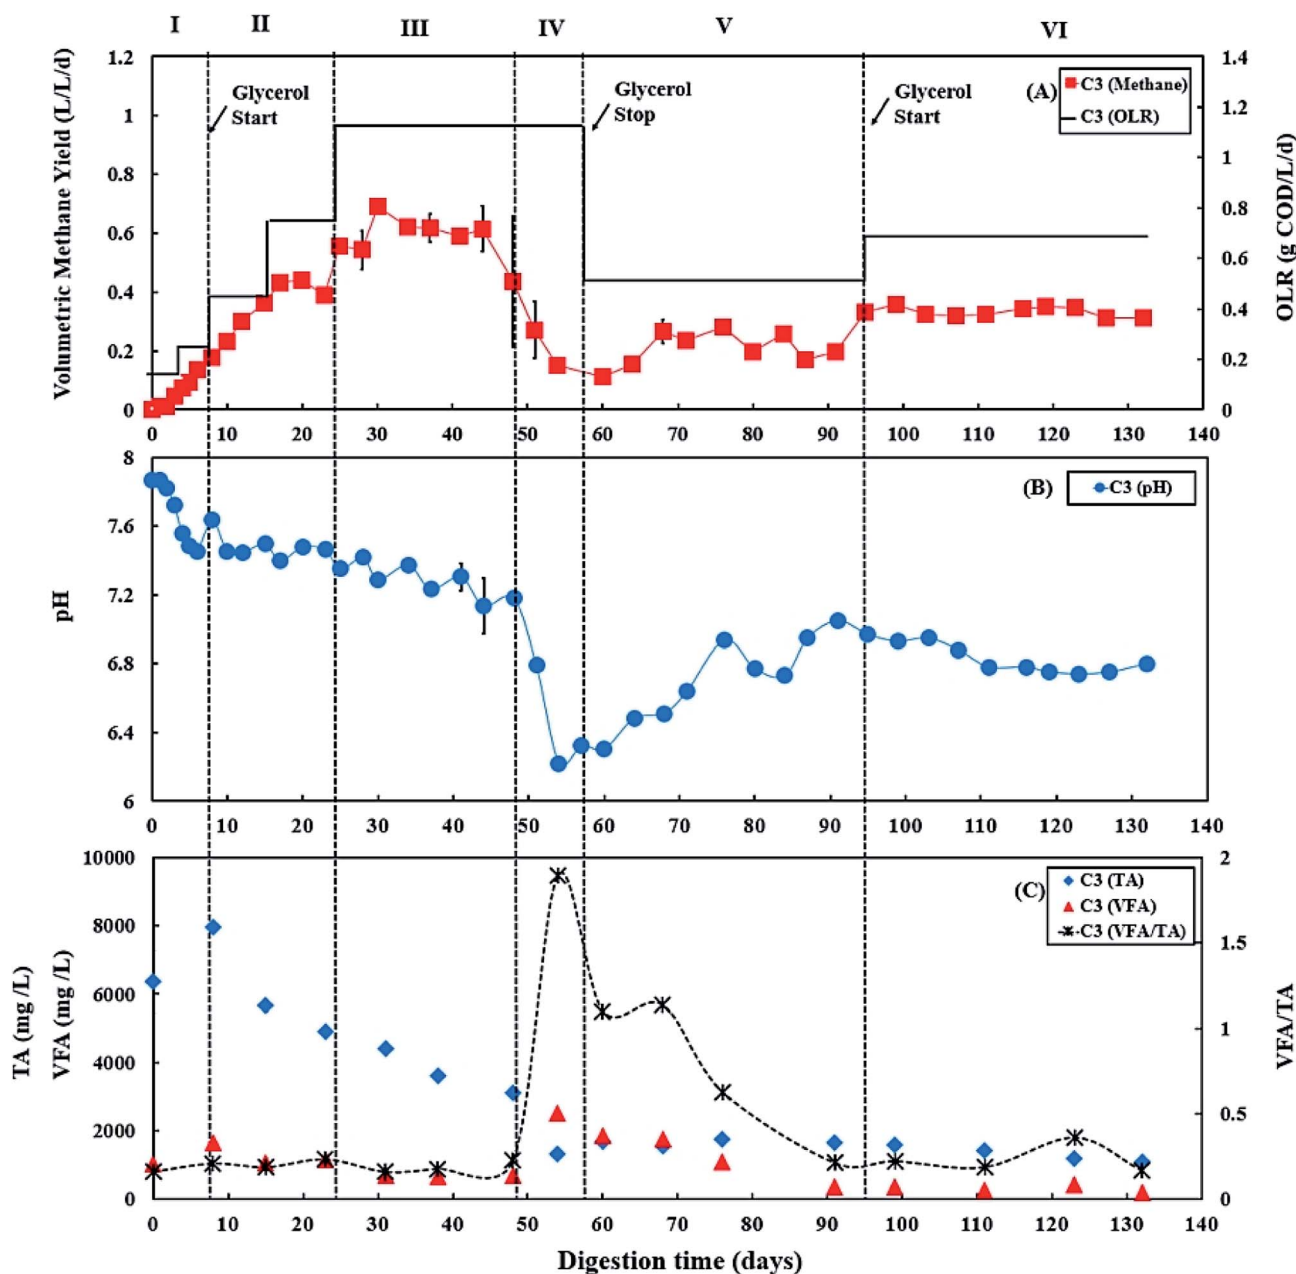 I II III IV V VI
1.2 1.4
Glycerol Start
Glycerol Stop
Glycerol Start
(A)
C3 (Methane)
C3 (OLR)
1 1.2
0.8 1
0.6 0.8
0.4 0.6
0.2 0.4
0 0.2
0
Volumetric Methane Yield (L/L/d)
OLR (g COD/L/d)
0 10 20 30 40 50 60 70 80 90 100 110 120 130 140
8
7.6
7.2
6.8
6.4
6
pH
(B)
C3 (pH)
0 10 20 30 40 50 60 70 80 90 100 110 120 130 140
10000 2
8000 1.5
6000 1
4000 0.5
2000 0
0
TA (mg /L)
VFA (mg /L)
VFA/TA
(C)
C3 (TA)
C3 (VFA)
C3 (VFA/TA)
0 10 20 30 40 50 60 70 80 90 100 110 120 130 140
Digestion time (days)